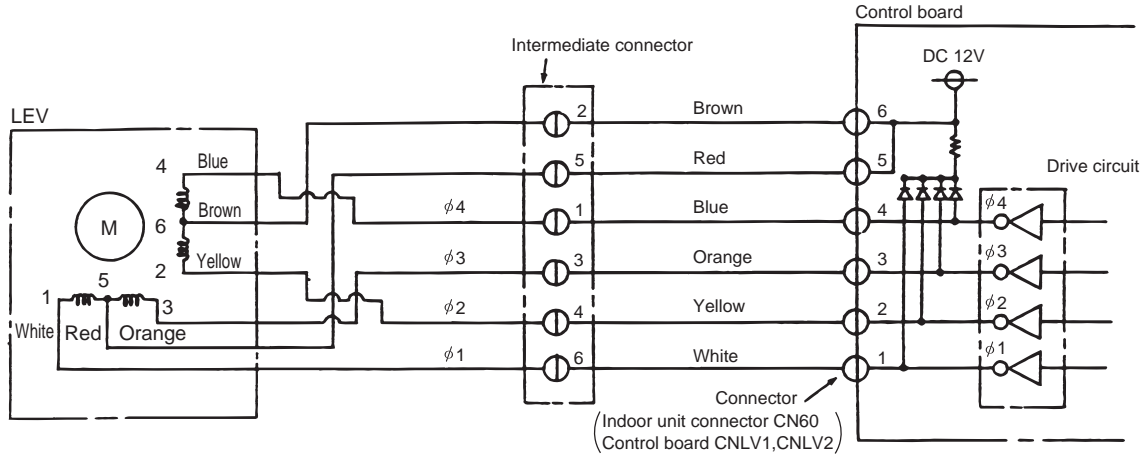 Control board
Intermediate connector
DC 12V
LEV
2 Brown 6
4 Blue 5 Red 5
Drive circuit
6 Brown φ4 1 Blue 4 φ4
M
2 Yellow φ3 3 Orange 3 φ3
1 5 3
White Red Orange φ2 4 Yellow 2 φ2
φ1 6 White 1 φ1
Connector
(Indoor unit connector CN60
Control board CNLV1,CNLV2)